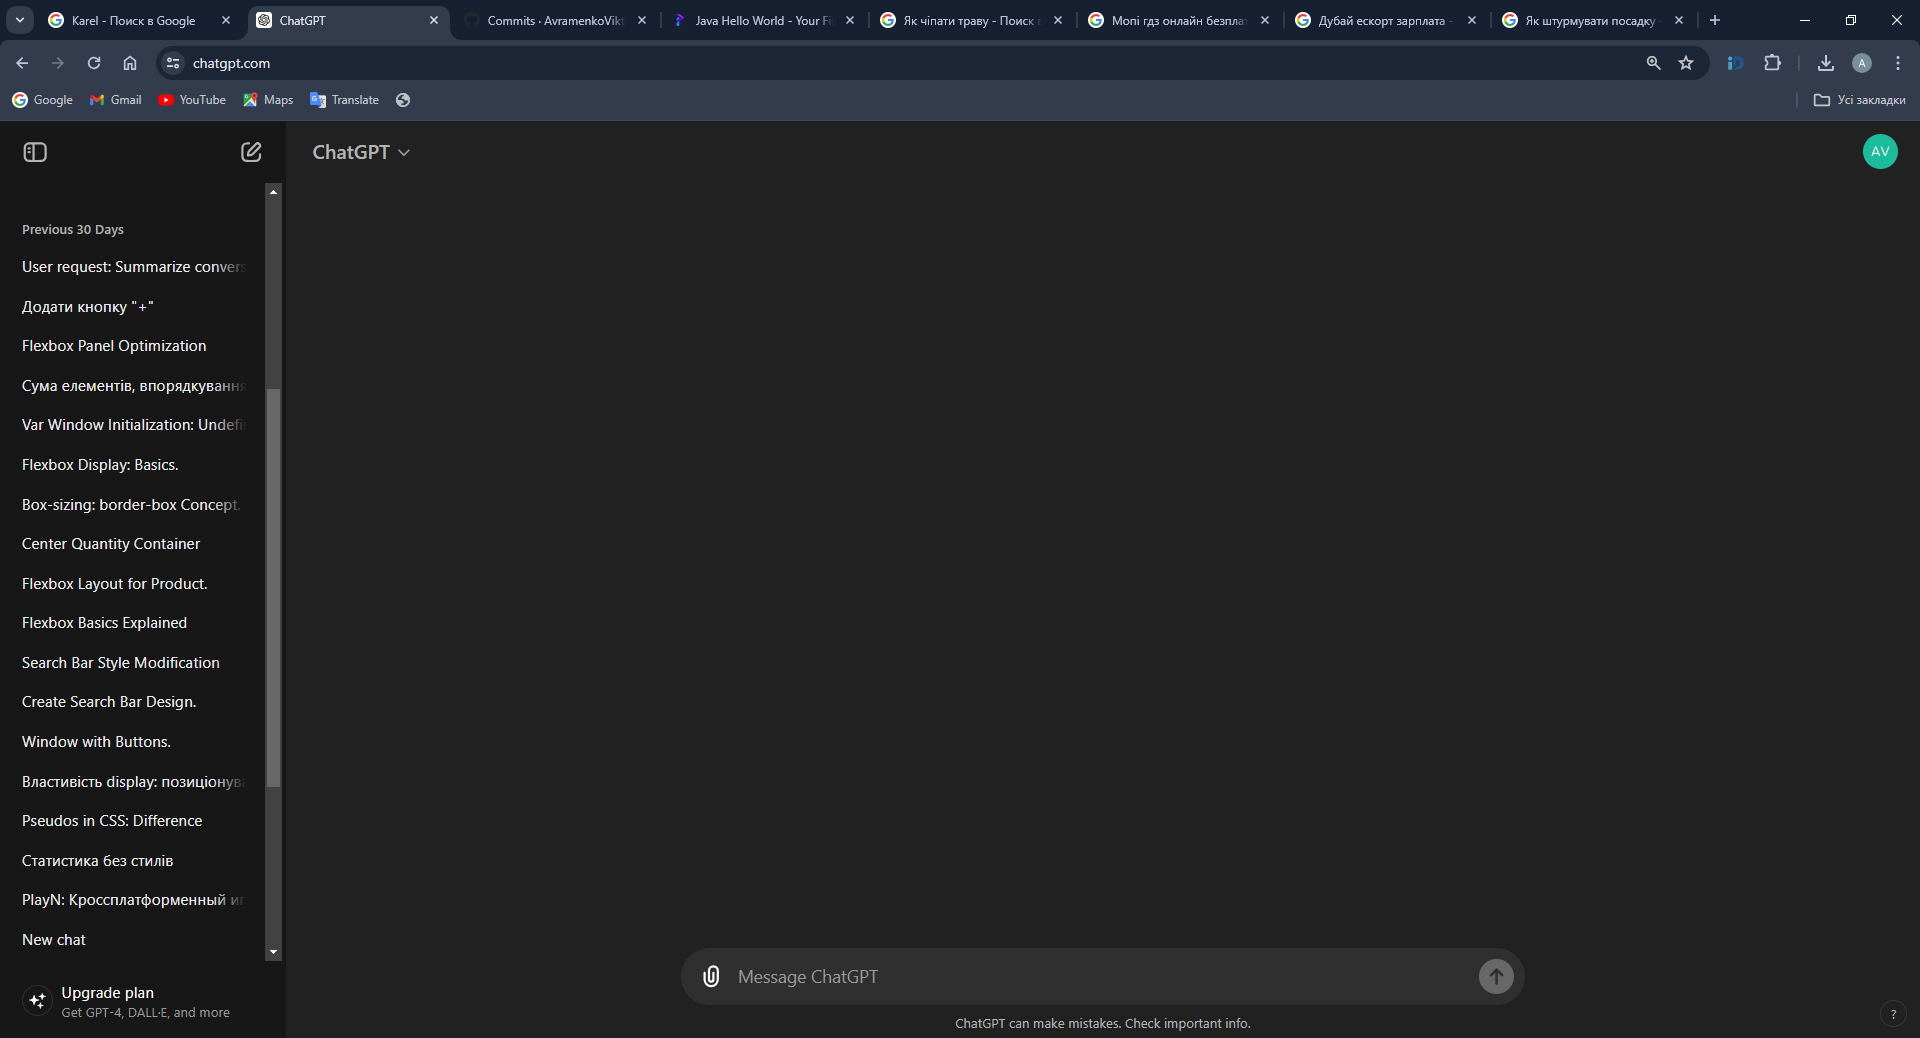 Karel - Поиск в Google
ChatGPT
Commits · AvramenkoVikt
Java Hello World - Your Fi
Як чіпати траву - Поиск в
Мопі гдз онлайн безплат
Дубай ескорт зарплата -
Як штурмувати посадку -
chatgpt.com
A
Google
Gmail
YouTube
Maps
Translate
Усі закладки
ChatGPT
AV
Previous 30 Days
User request: Summarize convers
Додати кнопку "+"
Flexbox Panel Optimization
Сума елементів, впорядкування
Var Window Initialization: Undefi
Flexbox Display: Basics.
Box-sizing: border-box Concept.
Center Quantity Container
Flexbox Layout for Product.
Flexbox Basics Explained
Search Bar Style Modification
Create Search Bar Design.
Window with Buttons.
Властивість display: позиціонува
Pseudos in CSS: Difference
Статистика без стилів
PlayN: Кроссплатформенный иг
New chat
Upgrade plan
Get GPT-4, DALL·E, and more
Message ChatGPT
ChatGPT can make mistakes. Check important info.
?